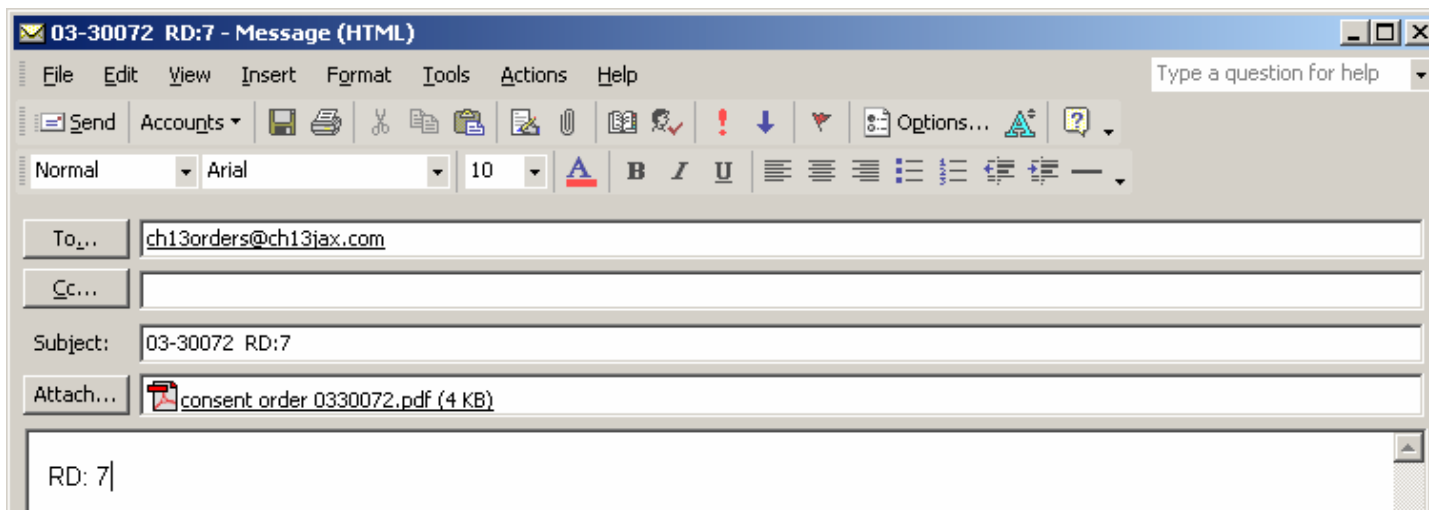 03-30072 RD:7 - Message (HTML)
File Edit View Insert Format Tools Actions Help Type a question for help
Send Accounts Options...
Normal Arial 10 A B I U
To... ch13orders@ch13jax.com
Cc...
Subject: 03-30072 RD:7
Attach... consent order 0330072.pdf (4 KB)
RD: 7